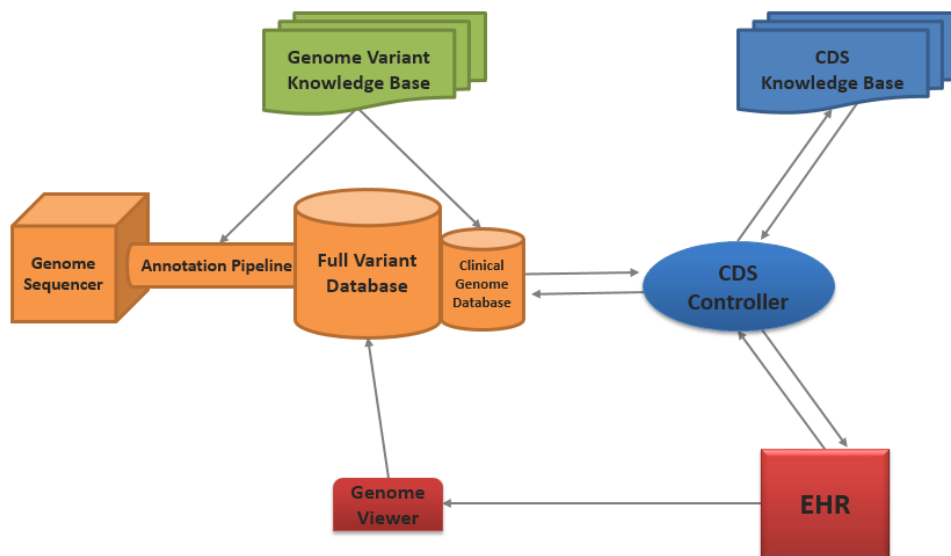 Genome Variant
Knowledge Base
CDS
Knowledge Base
Genome
Sequencer
Annotation Pipeline
Full Variant
Database
Clinical
Genome
Database
CDS
Controller
Genome
Viewer
EHR